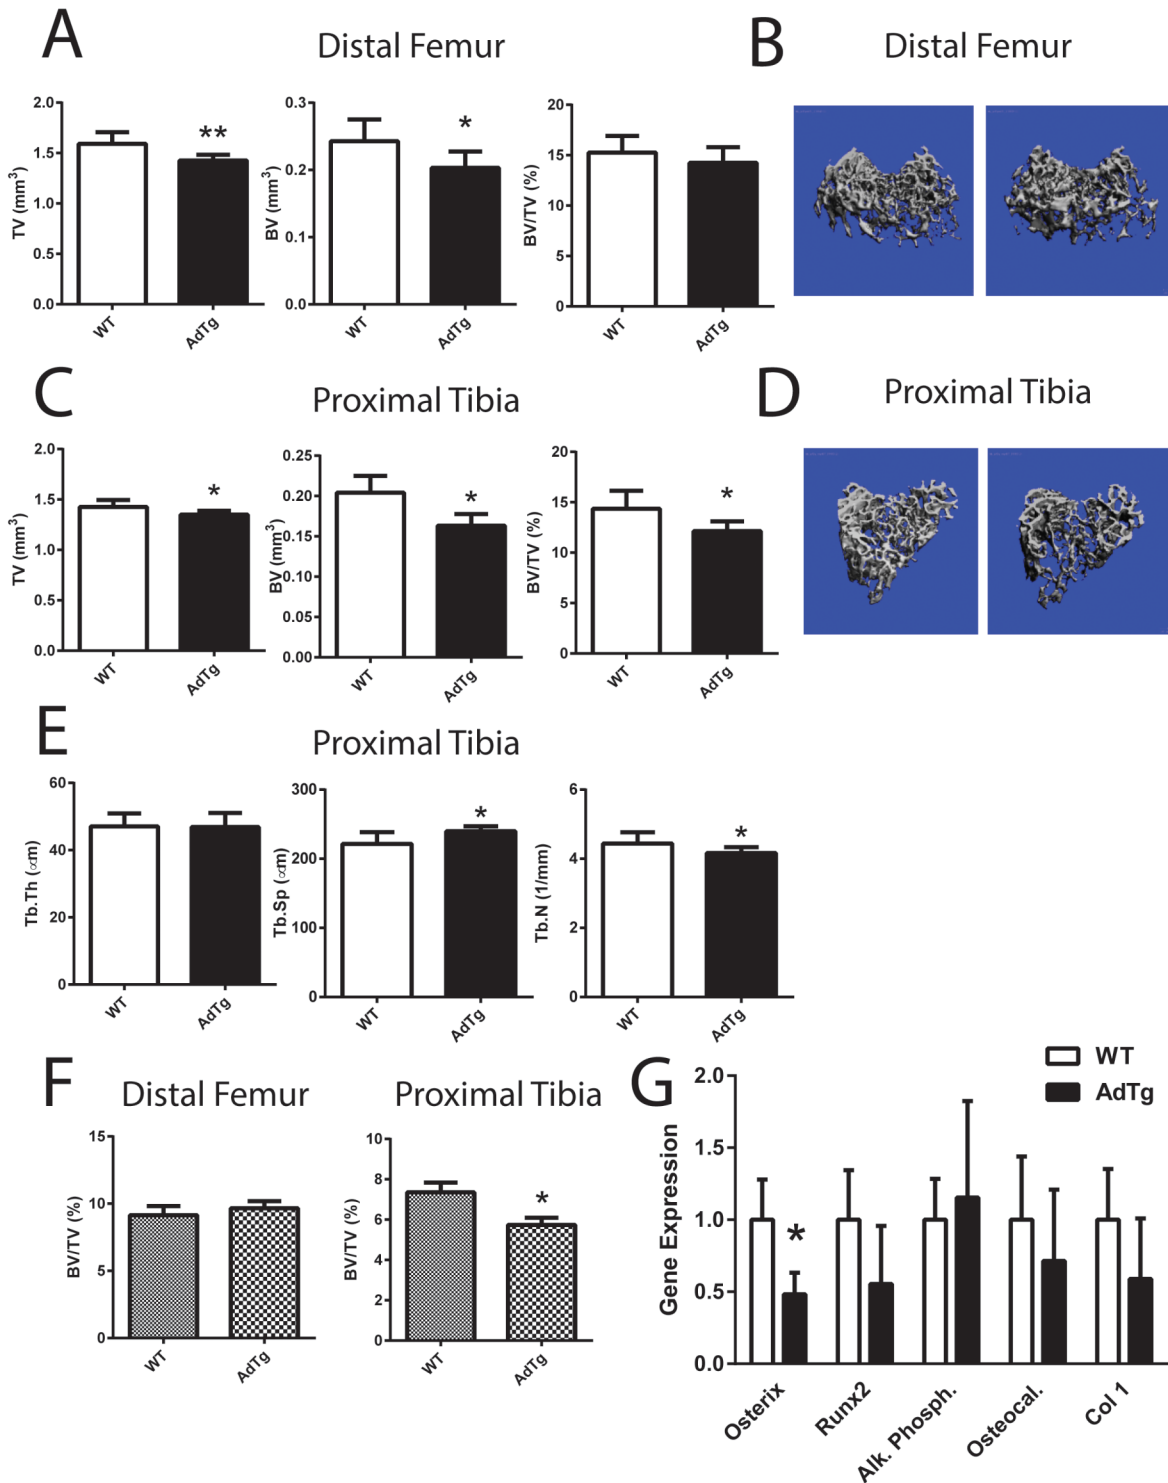 A
Distal Femur
B
Distal Femur
2.0
1.5
1.0
0.5
0.0
TV (mm³)
**
WT
AdTg
0.3
0.2
0.1
0.0
BV (mm³)
*
WT
AdTg
20
15
10
5
0
BV/TV (%)
WT
AdTg
C
Proximal Tibia
D
Proximal Tibia
2.0
1.5
1.0
0.5
0.0
TV (mm³)
*
WT
AdTg
0.25
0.20
0.15
0.10
0.05
0.00
BV (mm³)
*
WT
AdTg
20
15
10
5
0
BV/TV (%)
*
WT
AdTg
E
Proximal Tibia
60
40
20
0
Tb.Th (∝m)
WT
AdTg
300
200
100
0
Tb.Sp (∝m)
*
WT
AdTg
6
4
2
0
Tb.N (1/mm)
*
WT
AdTg
F
Distal Femur
Proximal Tibia
15
10
5
0
BV/TV (%)
WT
AdTg
10
8
6
4
2
0
BV/TV (%)
*
WT
AdTg
G
WT
AdTg
2.0
1.5
1.0
0.5
0.0
Gene Expression
*
Osterix
Runx2
Alk. Phosph.
Osteocal.
Col 1